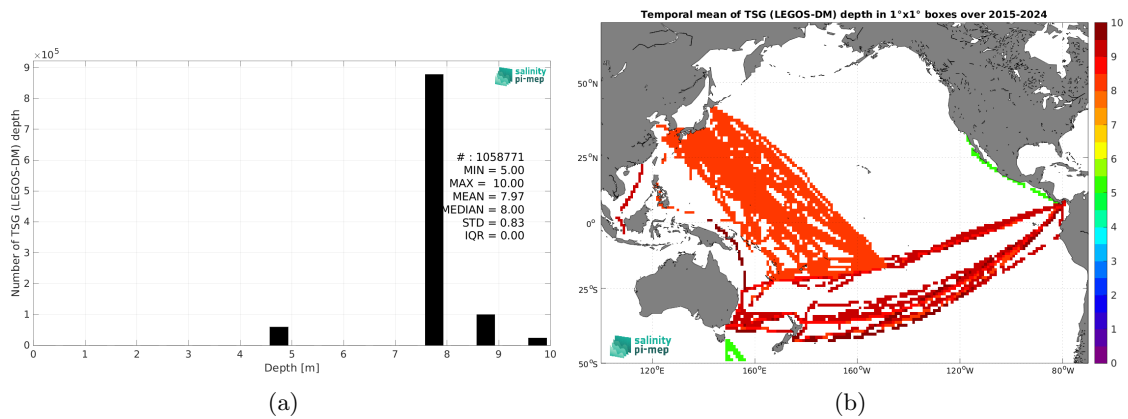 ×10⁵
9
8
7
6
5
4
3
2
1
0
Number of TSG (LEGOS-DM) depth
salinity
pi-mep
# : 1058771
MIN = 5.00
MAX = 10.00
MEAN = 7.97
MEDIAN = 8.00
STD = 0.83
IQR = 0.00
0 1 2 3 4 5 6 7 8 9 10
Depth [m]
(a)
Temporal mean of TSG (LEGOS-DM) depth in 1°x1° boxes over 2015-2024
50°N
25°N
0°
25°S
50°S
120°E 160°E 160°W 120°W 80°W
salinity
pi-mep
10
9
8
7
6
5
4
3
2
1
0
(b)